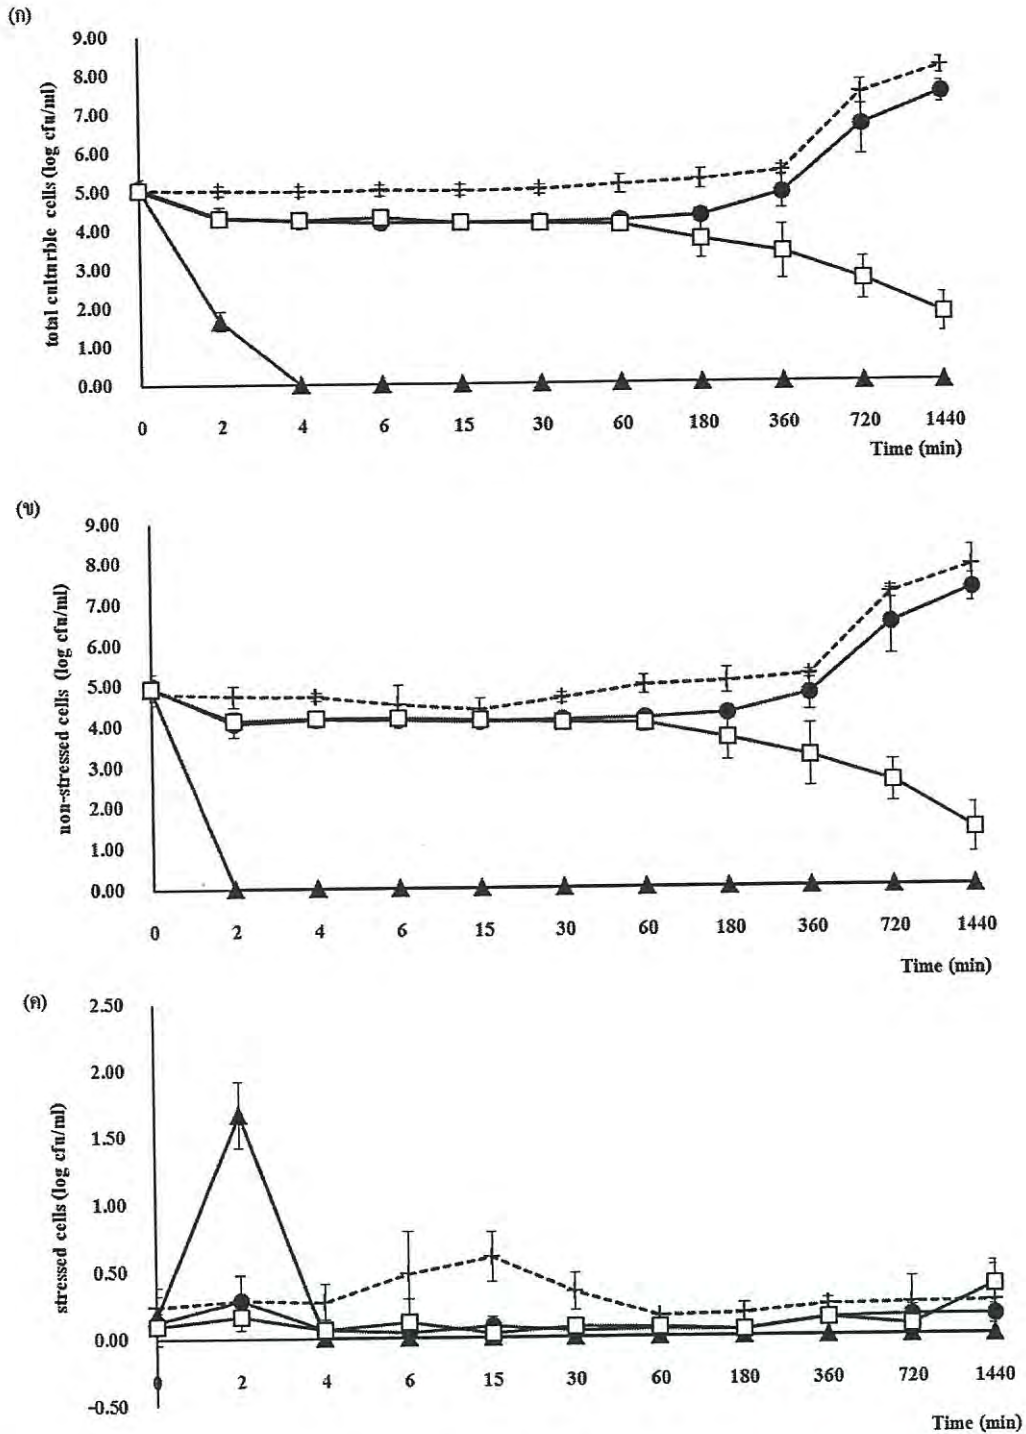 (ก)
total culturble cells (log cfu/ml)
9.00
8.00
7.00
6.00
5.00
4.00
3.00
2.00
1.00
0.00
0 2 4 6 15 30 60 180 360 720 1440
Time (min)
(ข)
non-stressed cells (log cfu/ml)
9.00
8.00
7.00
6.00
5.00
4.00
3.00
2.00
1.00
0.00
0 2 4 6 15 30 60 180 360 720 1440
Time (min)
(ค)
stressed cells (log cfu/ml)
2.50
2.00
1.50
1.00
0.50
0.00
-0.50
0 2 4 6 15 30 60 180 360 720 1440
Time (min)